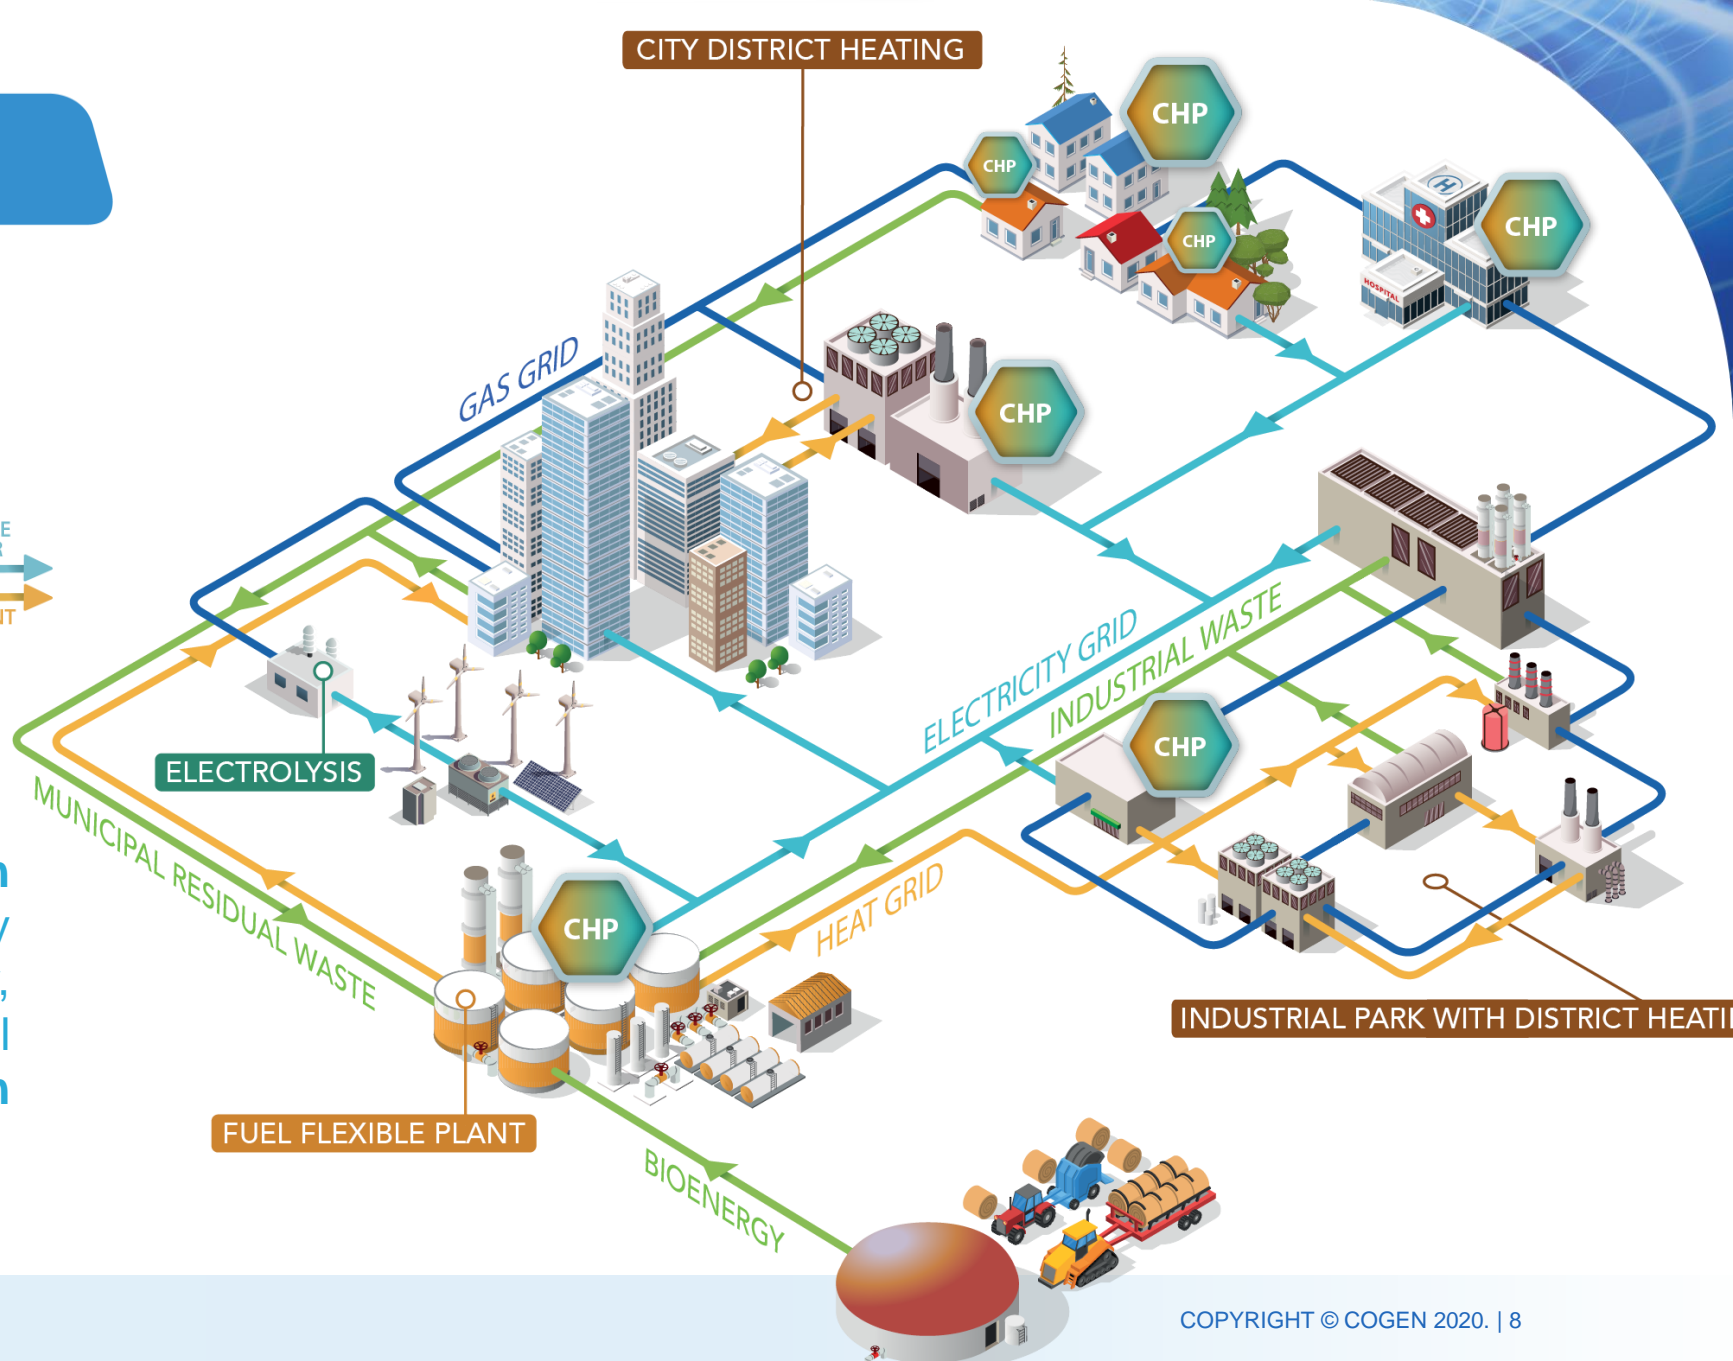 CITY DISTRICT HEATING
CHP
CHP
CHP
CHP
HOSPITAL
GAS GRID
CHP
ELECTRICITY GRID
INDUSTRIAL WASTE
CHP
ELECTROLYSIS
MUNICIPAL RESIDUAL WASTE
CHP
HEAT GRID
INDUSTRIAL PARK WITH DISTRICT
FUEL FLEXIBLE PLANT
BIOENERGY
COPYRIGHT © COGEN 2020. | 8